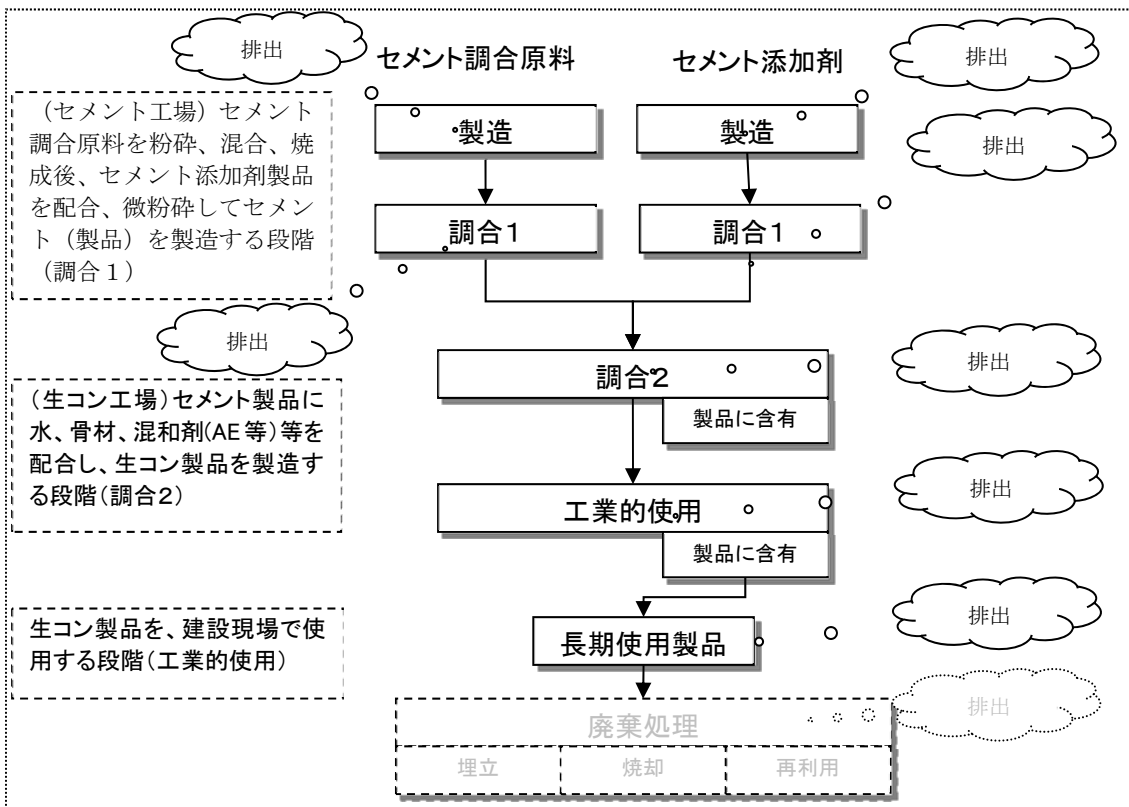 排出
セメント調合原料
セメント添加剤
排出
(セメント工場)セメント
調合原料を粉砕、混合、焼
成後、セメント添加剤製品
を配合、微粉砕してセメン
ト(製品)を製造する段階
(調合1)
製造
製造
排出
調合1
調合1
排出
調合2
製品に含有
排出
(生コン工場)セメント製品に
水、骨材、混和剤(AE等)等を
配合し、生コン製品を製造す
る段階(調合2)
工業的使用
製品に含有
排出
生コン製品を、建設現場で使
用する段階(工業的使用)
長期使用製品
排出
廃棄処理
埋立
焼却
再利用
排出